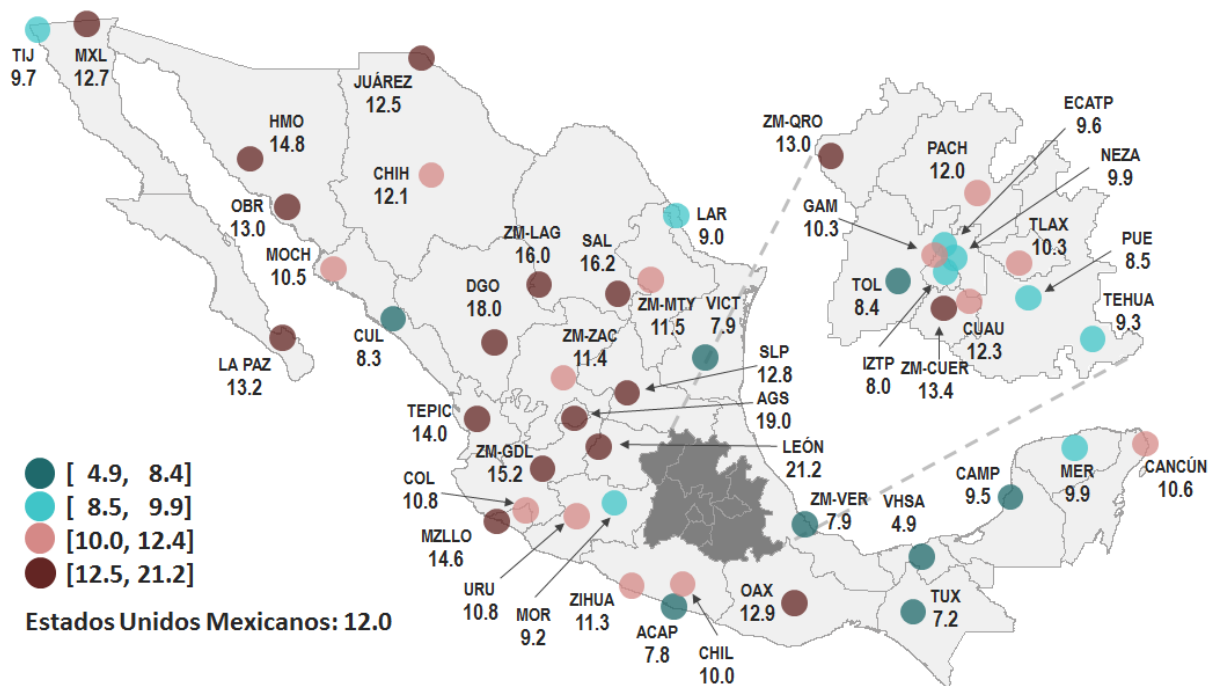 TIJ
9.7
MXL
12.7
JUÁREZ
12.5
HMO
14.8
CHIH
12.1
OBR
13.0
MOCH
10.5
LAR
9.0
ZM-LAG
16.0
SAL
16.2
DGO
18.0
ZM-MTY
11.5
VICT
7.9
CUL
8.3
LA PAZ
13.2
ZM-ZAC
11.4
SLP
12.8
AGS
19.0
LEÓN
21.2
TEPIC
14.0
ZM-GDL
15.2
COL
10.8
MZLLO
14.6
URU
10.8
MOR
9.2
ZIHUA
11.3
ACAP
7.8
CHIL
10.0
OAX
12.9
ZM-VER
7.9
VHSA
4.9
TUX
7.2
CAMP
9.5
MER
9.9
CANCÚN
10.6
ZM-QRO
13.0
PACH
12.0
ECATP
9.6
NEZA
9.9
GAM
10.3
TLAX
10.3
PUE
8.5
TOL
8.4
TEHUA
9.3
CUAU
12.3
IZTP
8.0
ZM-CUER
13.4
[ 4.9, 8.4]
[ 8.5, 9.9]
[10.0, 12.4]
[12.5, 21.2]
Estados Unidos Mexicanos: 12.0